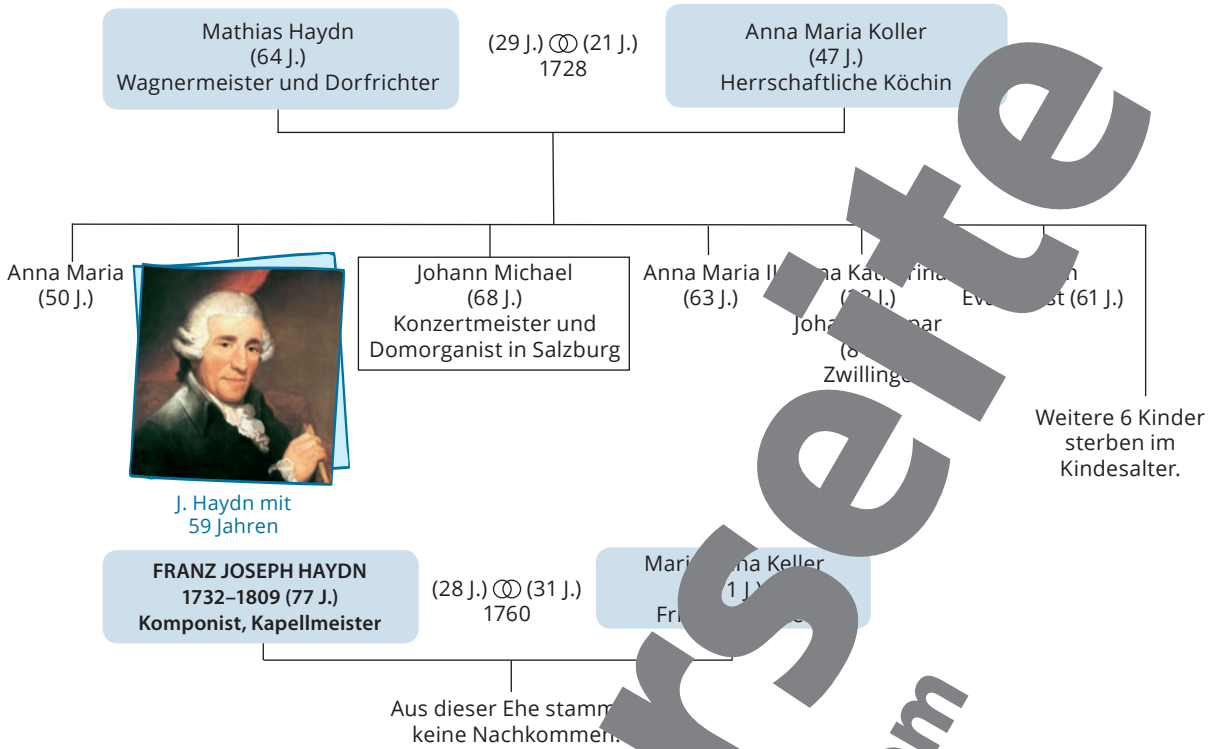 Mathias Haydn
(64 J.)
Wagnermeister und Dorfrichter
(29 J.) ⚭ (21 J.)
1728
Anna Maria Koller
(47 J.)
Herrschaftliche Köchin
Anna Maria
(50 J.)
J. Haydn mit
59 Jahren
Johann Michael
(68 J.)
Konzertmeister und
Domorganist in Salzburg
Anna Maria II
(63 J.)
Zwillinge
(61 J.)
Weitere 6 Kinder
sterben im
Kindesalter.
FRANZ JOSEPH HAYDN
1732–1809 (77 J.)
Komponist, Kapellmeister
(28 J.) ⚭ (31 J.)
1760
Keller
Aus dieser Ehe
keine Nachkommen.